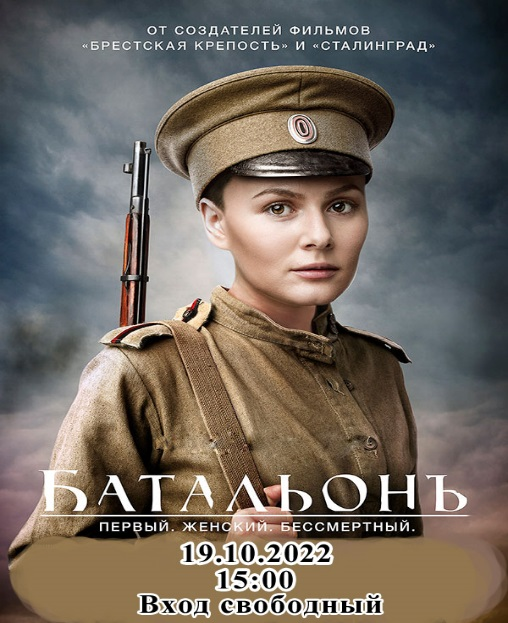 ОТ СОЗДАТЕЛЕЙ ФИЛЬМОВ
«БРЕСТСКАЯ КРЕПОСТЬ» И «СТАЛИНГРАД»
БАТАЛЬОНЪ
ПЕРВЫЙ. ЖЕНСКИЙ. БЕССМЕРТНЫЙ.
19.10.2022
15:00
Вход свободный